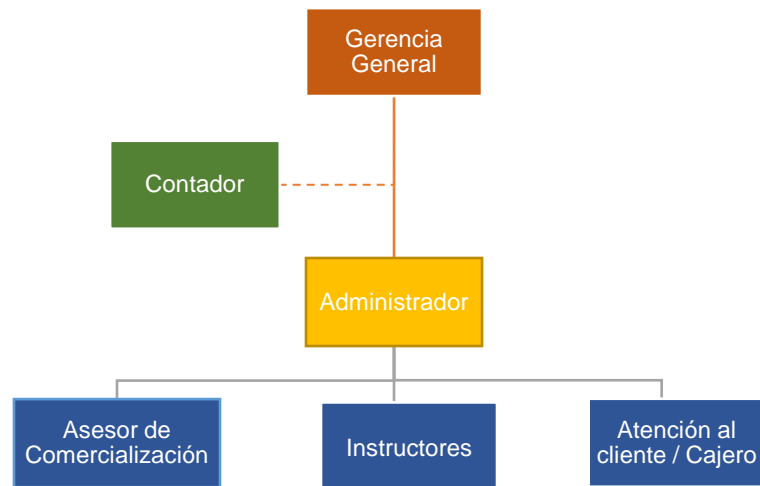 Gerencia
General
Contador
Administrador
Asesor de
Comercialización
Instructores
Atención al
cliente / Cajero